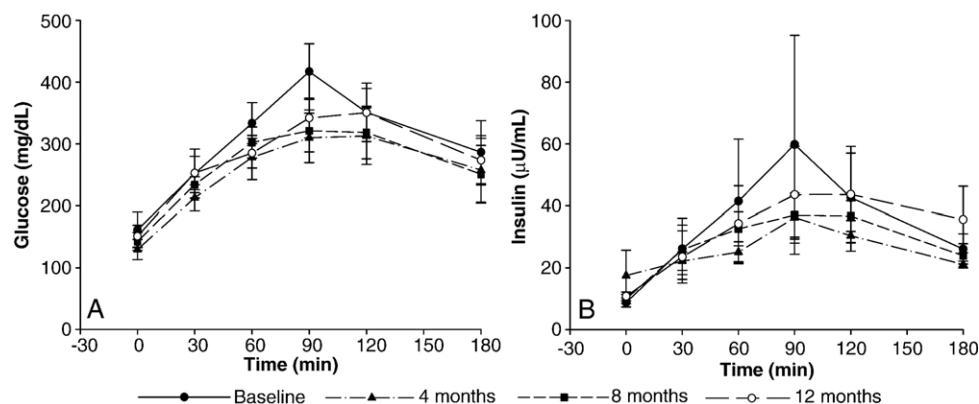 500
400
300
200
100
0
Glucose (mg/dL)
A
-30 0 30 60 90 120 150 180
Time (min)
100
80
60
40
20
0
Insulin (μU/mL)
B
-30 0 30 60 90 120 150 180
Time (min)
Baseline 4 months 8 months 12 months